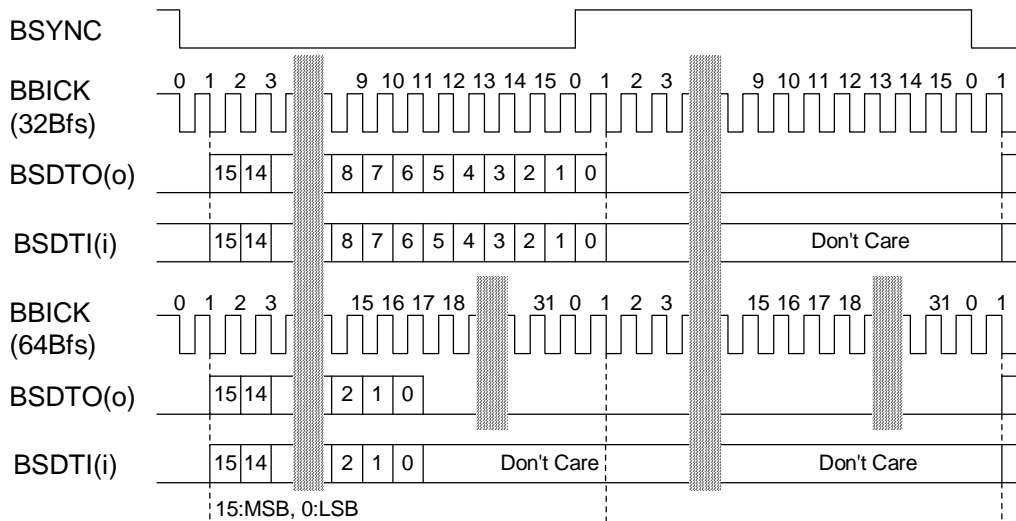 BSYNC
0 1 2 3 9 10 11 12 13 14 15 0 1 2 3 9 10 11 12 13 14 15 0 1
BBICK
(32Bfs)
BSDTO(o) 15 14 8 7 6 5 4 3 2 1 0
BSDTI(i) 15 14 8 7 6 5 4 3 2 1 0 Don't Care
0 1 2 3 15 16 17 18 31 0 1 2 3 15 16 17 18 31 0 1
BBICK
(64Bfs)
BSDTO(o) 15 14 2 1 0
BSDTI(i) 15 14 2 1 0 Don't Care Don't Care
15:MSB, 0:LSB